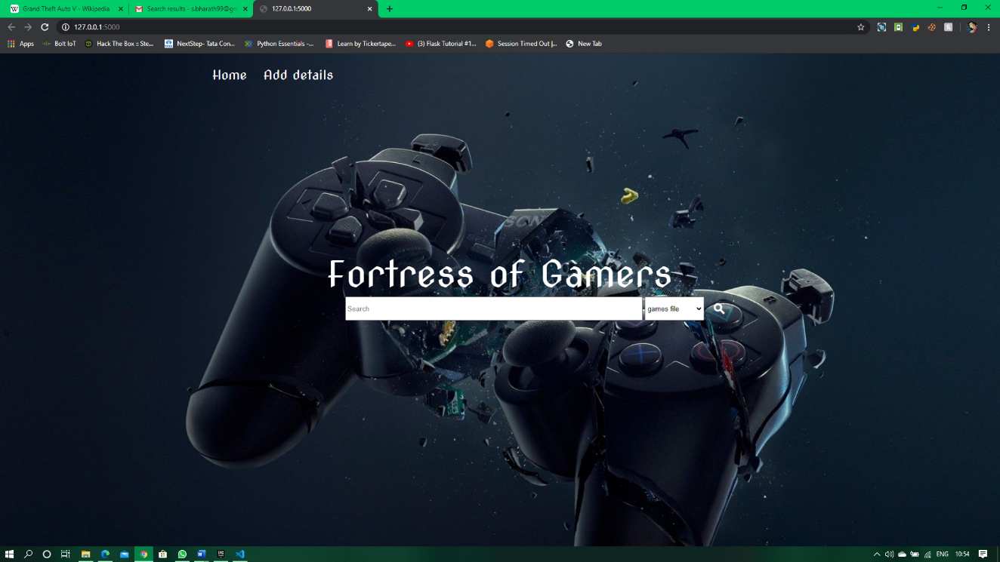 Grand Theft Auto V - Wikipedia
Search results - s.bharath99@gm
127.0.0.1:5000
127.0.0.1:5000
Apps
Bolt IoT
Hack The Box :: Ste...
NextStep- Tata Con...
Python Essentials -...
Learn by Tickertape...
(3) Flask Tutorial #1...
Session Timed Out |...
New Tab
Home
Add details
Fortress of Gamers
Search
games file
ENG
10:54